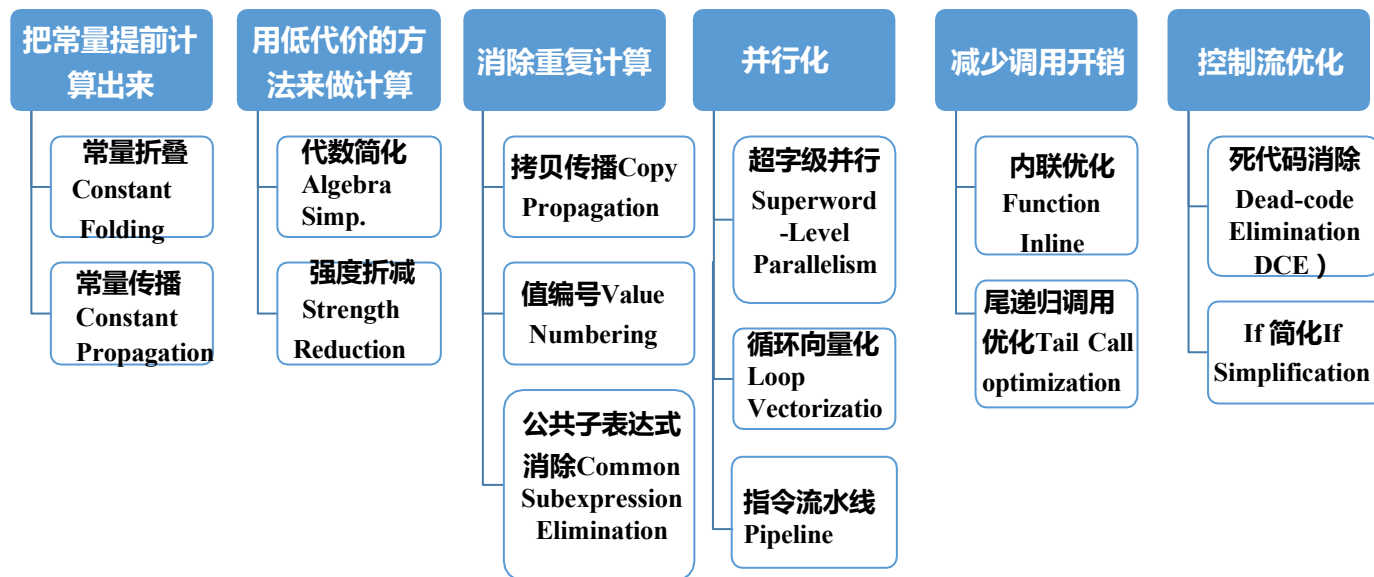 把常量提前计
算出来
常量折叠
Constant
Folding
常量传播
Constant
Propagation
用低代价的方
法来做计算
代数简化
Algebra
Simp.
强度折减
Strength
Reduction
消除重复计算
拷贝传播Copy
Propagation
值编号Value
Numbering
公共子表达式
消除Common
Subexpression
Elimination
并行化
超字级并行
Superword
-Level
Parallelism
循环向量化
Loop
Vectorizatio
指令流水线
Pipeline
减少调用开销
内联优化
Function
Inline
尾递归调用
优化Tail Call
optimization
控制流优化
死代码消除
Dead-code
Elimination
DCE ）
If 简化If
Simplification